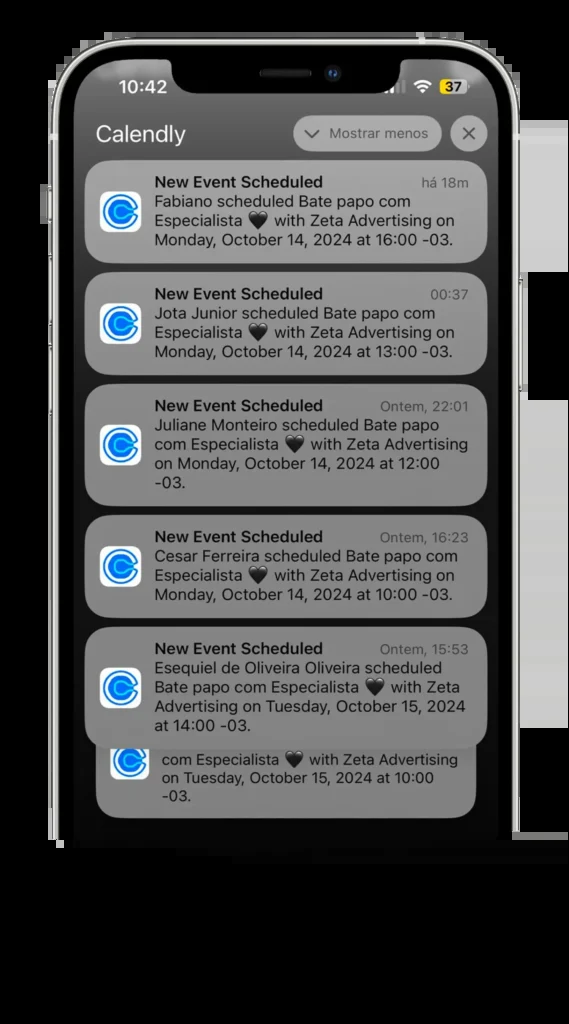 10:42
37
Calendly
Mostrar menos
New Event Scheduled
há 18m
Fabiano scheduled Bate papo com
Especialista 🖤 with Zeta Advertising on
Monday, October 14, 2024 at 16:00 -03.
New Event Scheduled
00:37
Jota Junior scheduled Bate papo com
Especialista 🖤 with Zeta Advertising on
Monday, October 14, 2024 at 13:00 -03.
New Event Scheduled
Ontem, 22:01
Juliane Monteiro scheduled Bate papo
com Especialista 🖤 with Zeta Advertising
on Monday, October 14, 2024 at 12:00
-03.
New Event Scheduled
Ontem, 16:23
Cesar Ferreira scheduled Bate papo com
Especialista 🖤 with Zeta Advertising on
Monday, October 14, 2024 at 10:00 -03.
New Event Scheduled
Ontem, 15:53
Esequiel de Oliveira Oliveira scheduled
Bate papo com Especialista 🖤 with Zeta
Advertising on Tuesday, October 15, 2024
at 14:00 -03.
com Especialista 🖤 with Zeta Advertising
on Tuesday, October 15, 2024 at 10:00
-03.